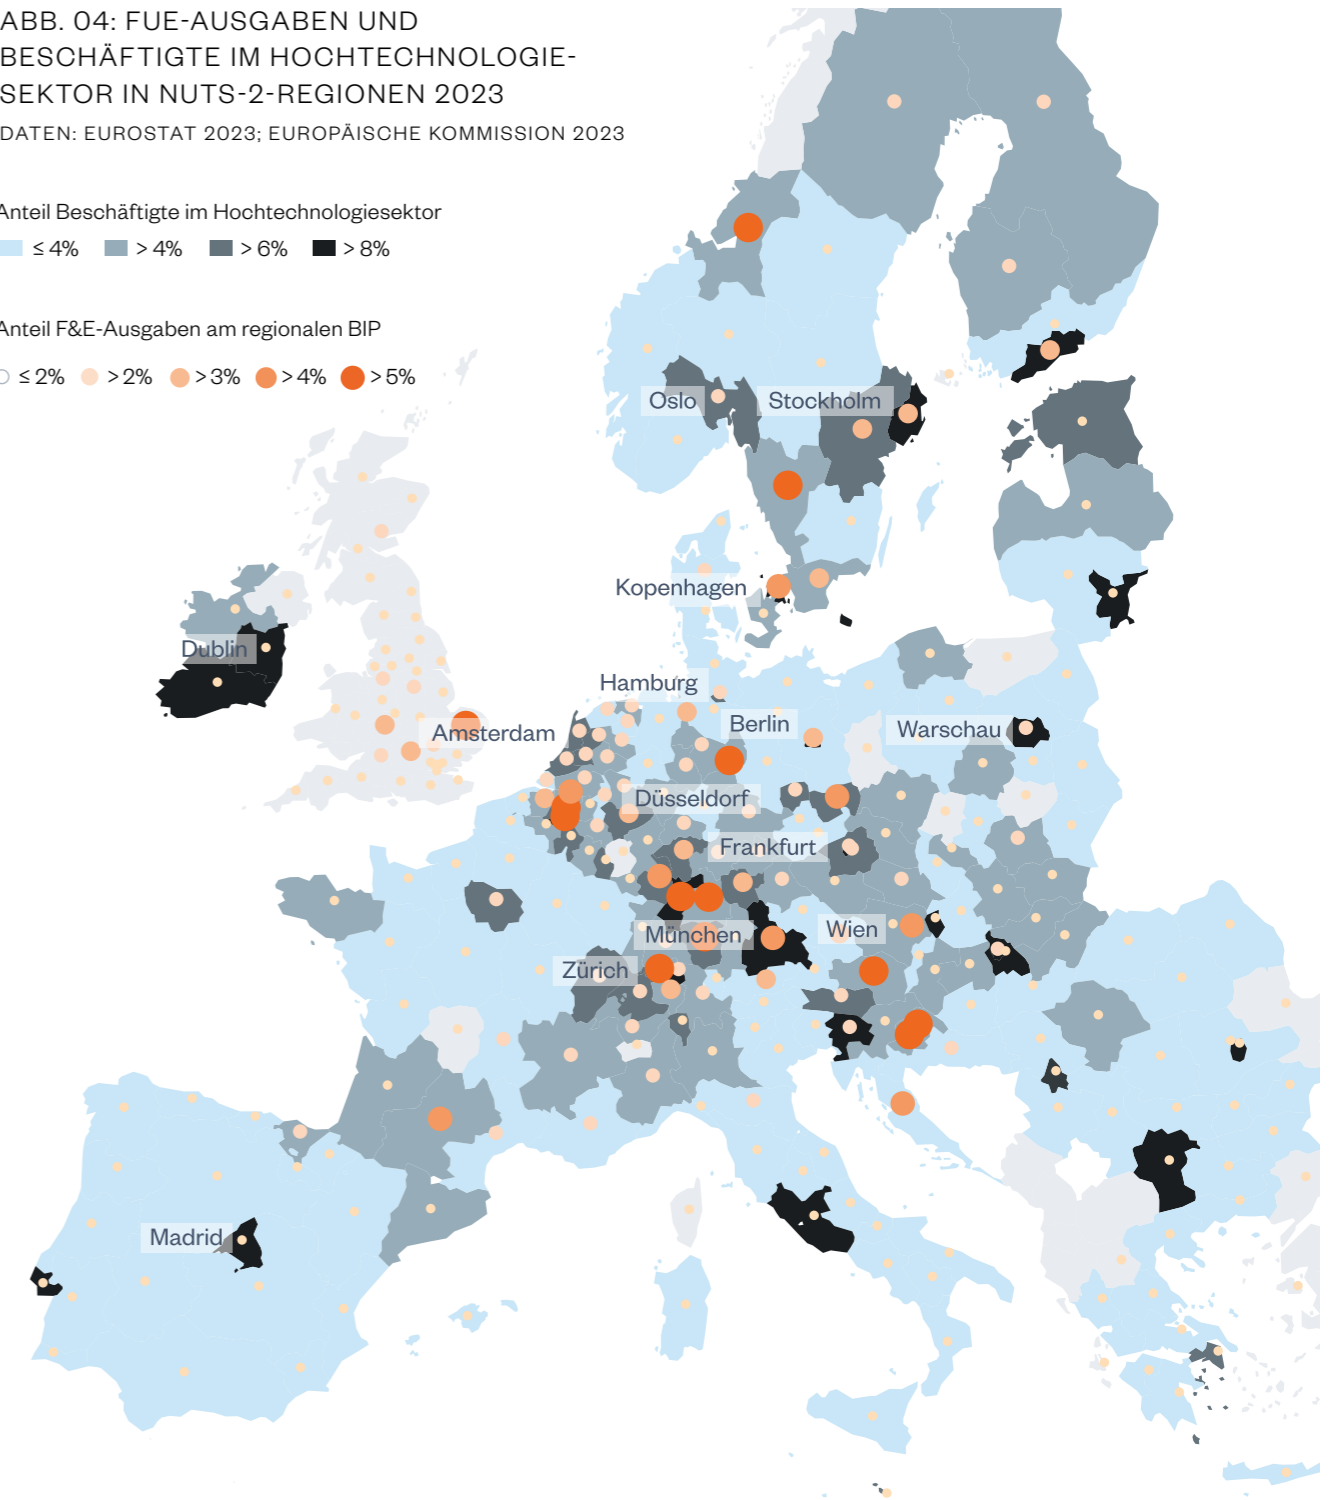 ABB. 04: FUE-AUSGABEN UND
BESCHÄFTIGTE IM HOCHTECHNOLOGIE-
SEKTOR IN NUTS-2-REGIONEN 2023
DATEN: EUROSTAT 2023; EUROPÄISCHE KOMMISSION 2023
Anteil Beschäftigte im Hochtechnologiesektor
≤ 4% > 4% > 6% > 8%
Anteil F&E-Ausgaben am regionalen BIP
≤ 2% > 2% > 3% > 4% > 5%
Oslo
Stockholm
Kopenhagen
Dublin
Hamburg
Amsterdam
Berlin
Warschau
Düsseldorf
Frankfurt
München
Wien
Zürich
Madrid